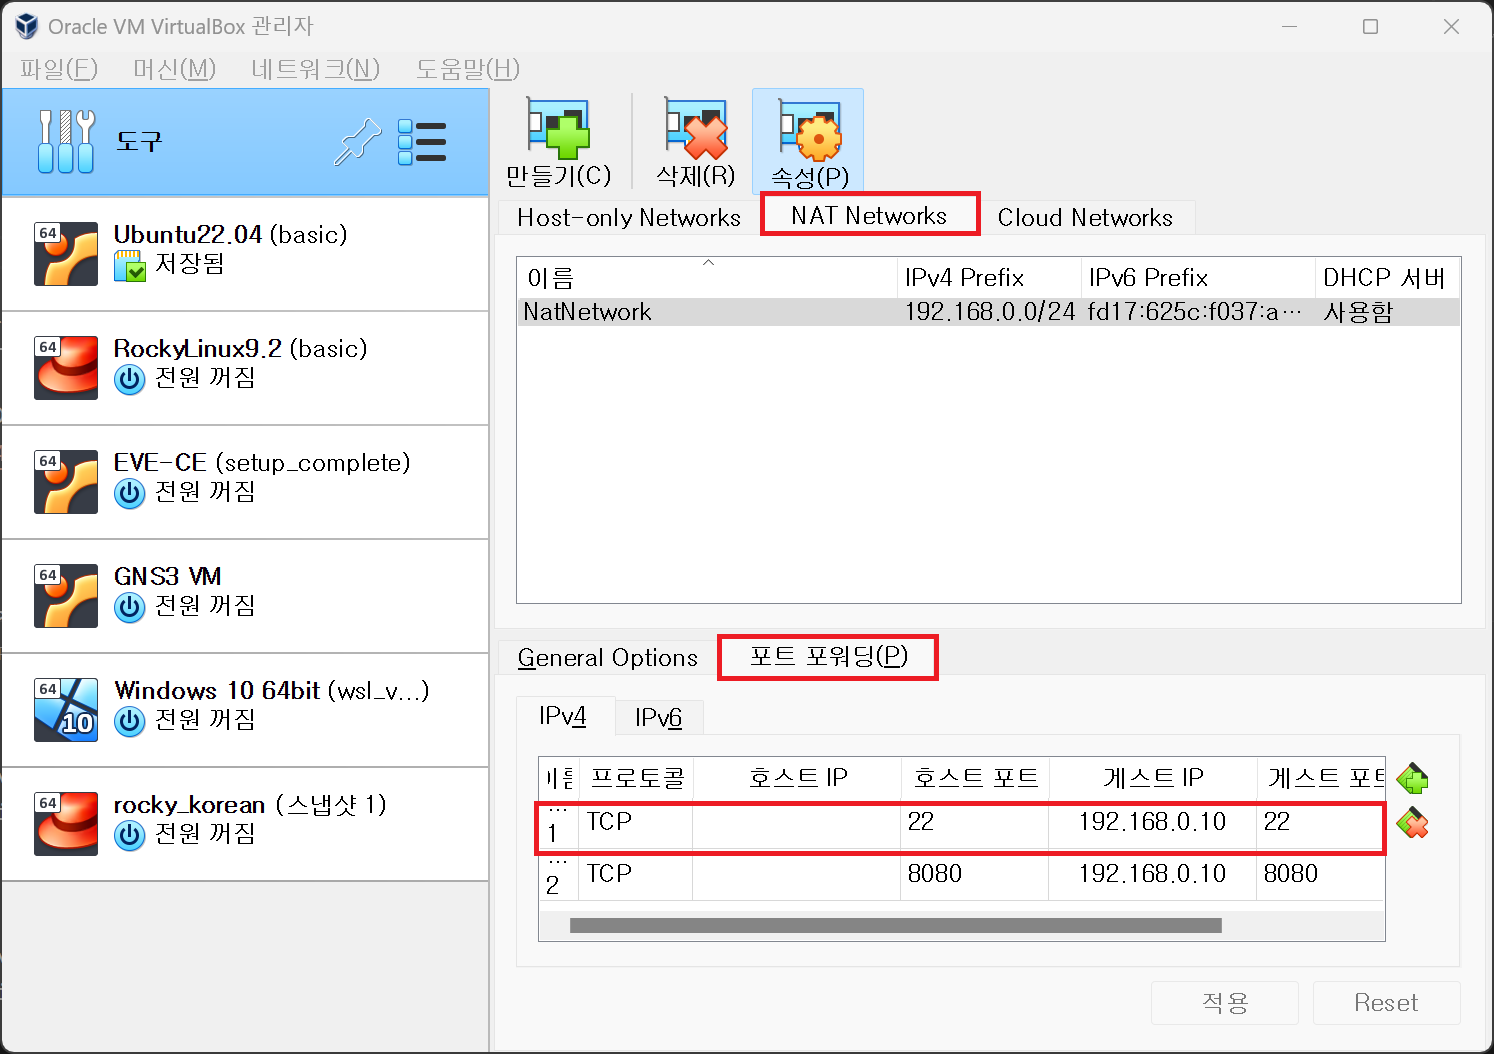 Oracle VM VirtualBox 관리자
파일(F) 머신(M) 네트워크(N) 도움말(H)
도구
만들기(C) 삭제(R) 속성(P)
64
Ubuntu22.04 (basic)
저장됨
64
RockyLinux9.2 (basic)
전원 꺼짐
64
EVE-CE (setup_complete)
전원 꺼짐
64
GNS3 VM
전원 꺼짐
64
10
Windows 10 64bit (wsl_v...)
전원 꺼짐
64
rocky_korean (스냅샷 1)
전원 꺼짐
Host-only Networks NAT Networks Cloud Networks
이름 IPv4 Prefix IPv6 Prefix DHCP 서버
NatNetwork 192.168.0.0/24 fd17:625c:f037:a... 사용함
General Options 포트 포워딩(P)
IPv4 IPv6
이름 프로토콜 호스트 IP 호스트 포트 게스트 IP 게스트 포트
...1 TCP 22 192.168.0.10 22
...2 TCP 8080 192.168.0.10 8080
적용 Reset